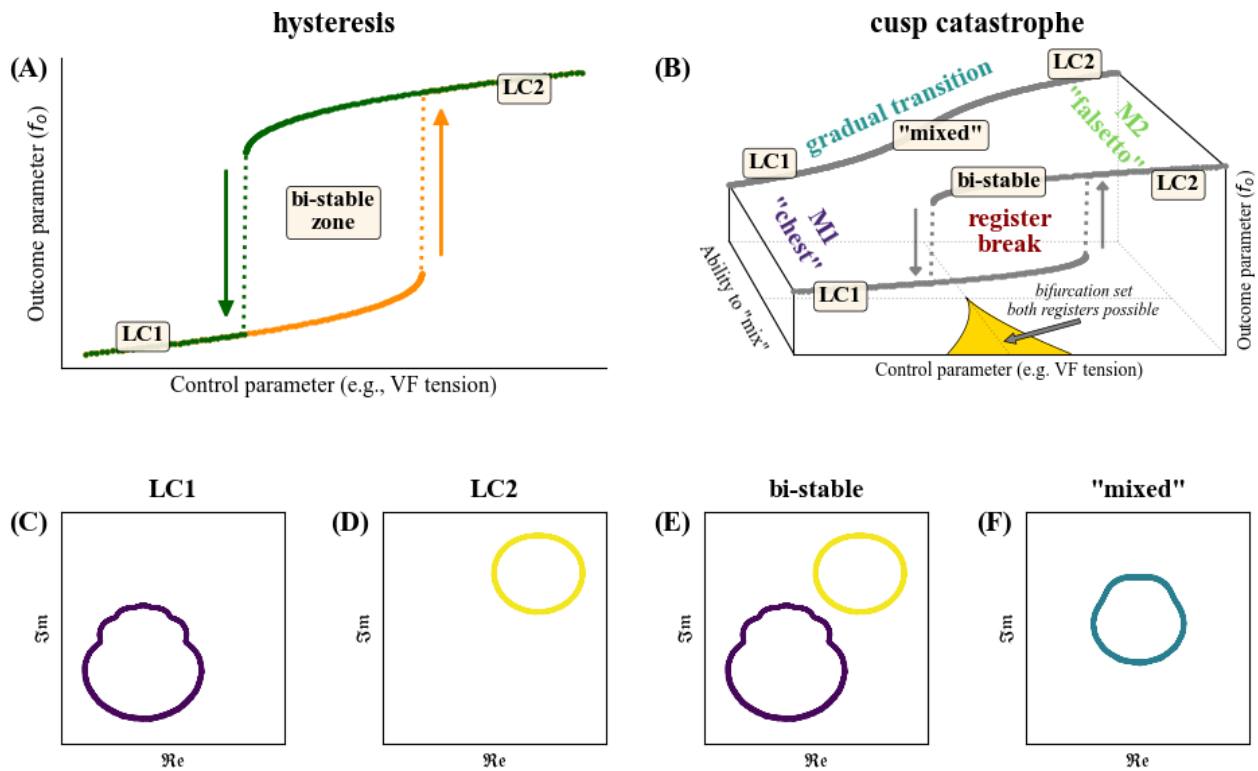 hysteresis
(A)
Outcome parameter (fₒ)
LC2
bi-stable
zone
LC1
Control parameter (e.g., VF tension)
cusp catastrophe
(B)
LC2
gradual transition
"mixed"
M2
"falsetto"
LC1
bi-stable
LC2
M1
"chest"
register
break
LC1
Ability to "mix"
bifurcation set
both registers possible
Control parameter (e.g. VF tension)
Outcome parameter (fₒ)
LC1
(C)
ℑm
ℜe
LC2
(D)
ℑm
ℜe
bi-stable
(E)
ℑm
ℜe
"mixed"
(F)
ℑm
ℜe